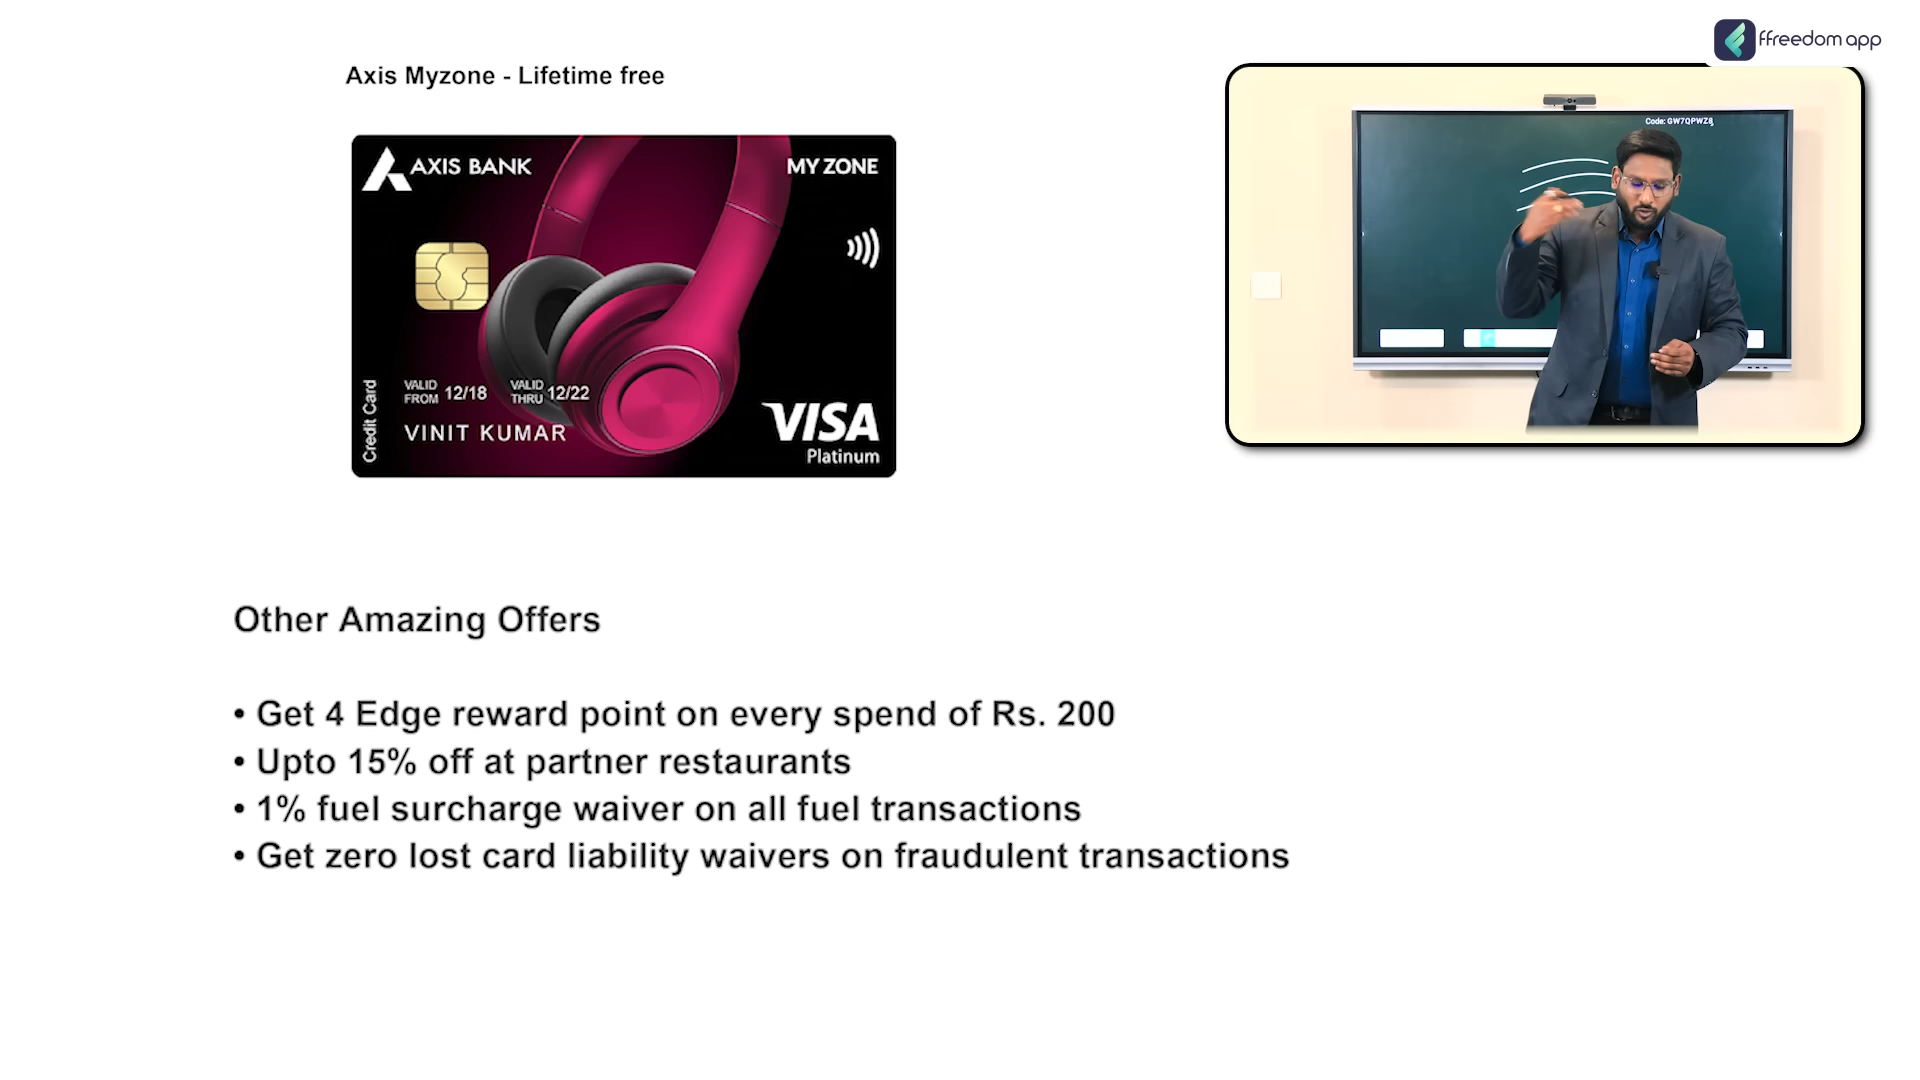 ffreedom app
Axis Myzone - Lifetime free
AXIS BANK
MY ZONE
Credit Card
VALID FROM 12/18 VALID THRU 12/22
VINIT KUMAR
VISA
Platinum
Code: GW7QPWZ8
Other Amazing Offers
• Get 4 Edge reward point on every spend of Rs. 200
• Upto 15% off at partner restaurants
• 1% fuel surcharge waiver on all fuel transactions
• Get zero lost card liability waivers on fraudulent transactions